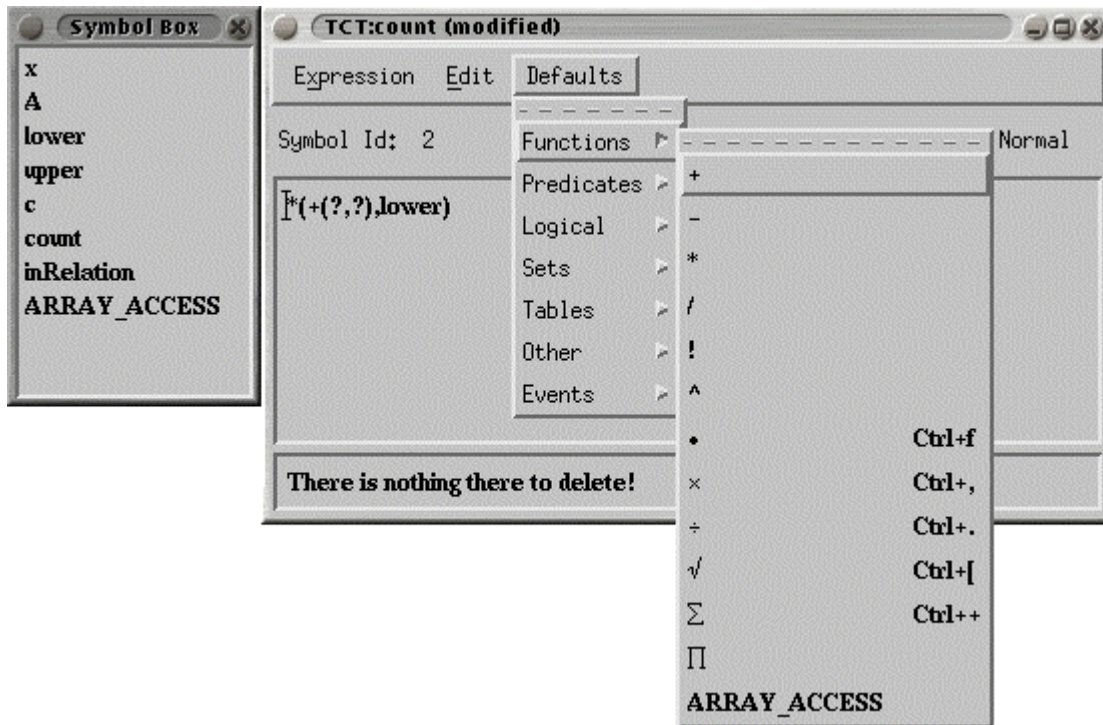 Symbol Box
x
A
lower
upper
c
count
inRelation
ARRAY_ACCESS
TCT:count (modified)
Expression Edit Defaults
Symbol Id: 2
Normal
*(+(?,?),lower)
There is nothing there to delete!
Functions
Predicates
Logical
Sets
Tables
Other
Events
+
-
*
/
!
^
• Ctrl+f
× Ctrl+,
÷ Ctrl+.
√ Ctrl+[
∑ Ctrl++
∏
ARRAY_ACCESS